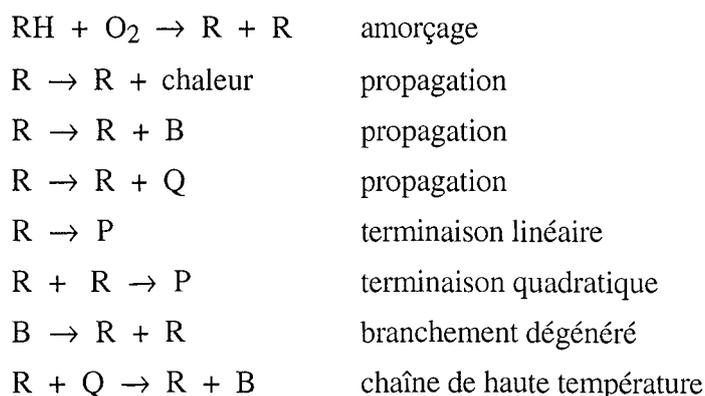 RH + O2 → R + R amorçage
R → R + chaleur propagation
R → R + B propagation
R → R + Q propagation
R → P terminaison linéaire
R + R → P terminaison quadratique
B → R + R branchement dégénéré
R + Q → R + B chaîne de haute température